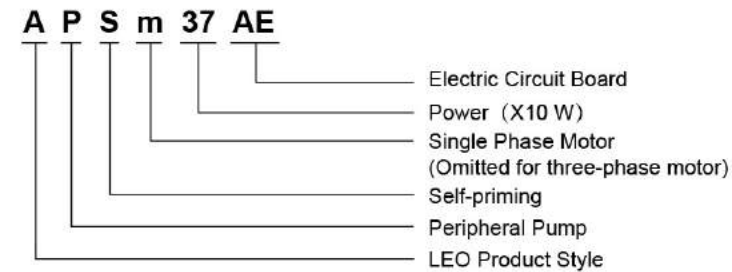 A P S m 37 AE
Electric Circuit Board
Power（X10 W）
Single Phase Motor
(Omitted for three-phase motor)
Self-priming
Peripheral Pump
LEO Product Style